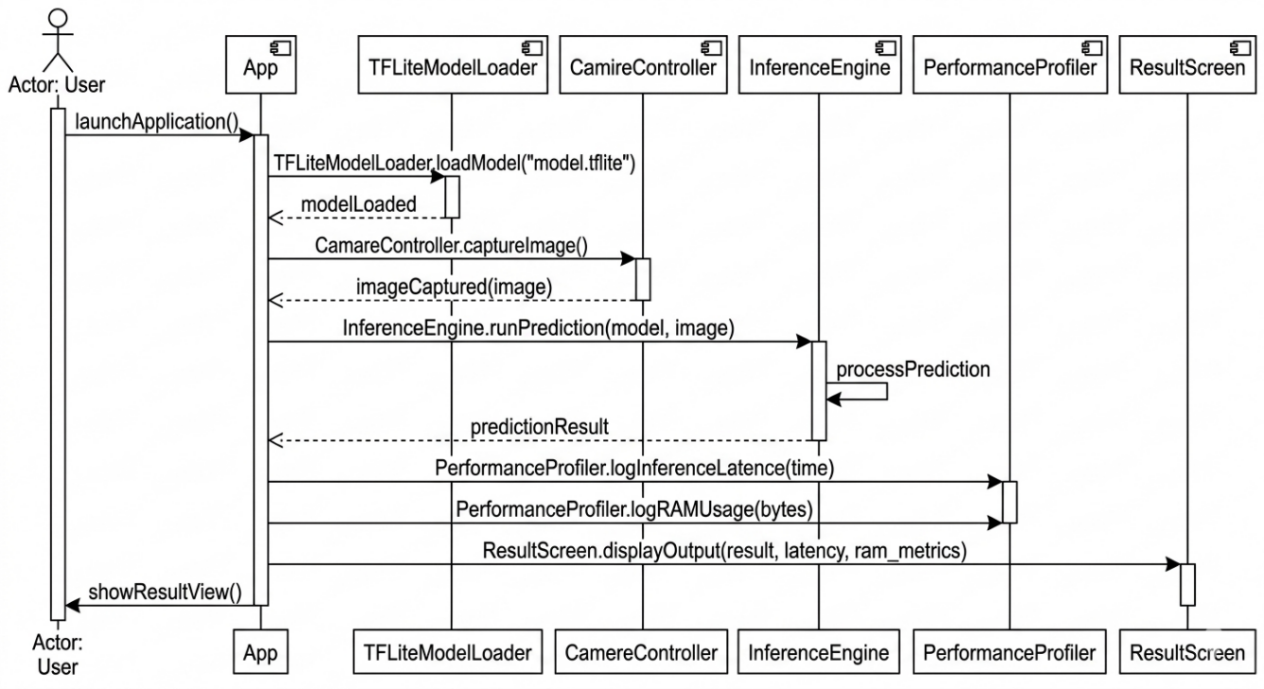 Actor: User
App
TFLiteModelLoader
CamireController
InferenceEngine
PerformanceProfiler
ResultScreen
launchApplication()
TFLiteModelLoader.loadModel("model.tflite")
modelLoaded
CamareController.captureImage()
imageCaptured(image)
InferenceEngine.runPrediction(model, image)
processPrediction
predictionResult
PerformanceProfiler.logInferenceLatence(time)
PerformanceProfiler.logRAMUsage(bytes)
ResultScreen.displayOutput(result, latency, ram_metrics)
showResultView()
Actor:
User
App
TFLiteModelLoader
CamereController
InferenceEngine
PerformanceProfiler
ResultScreen